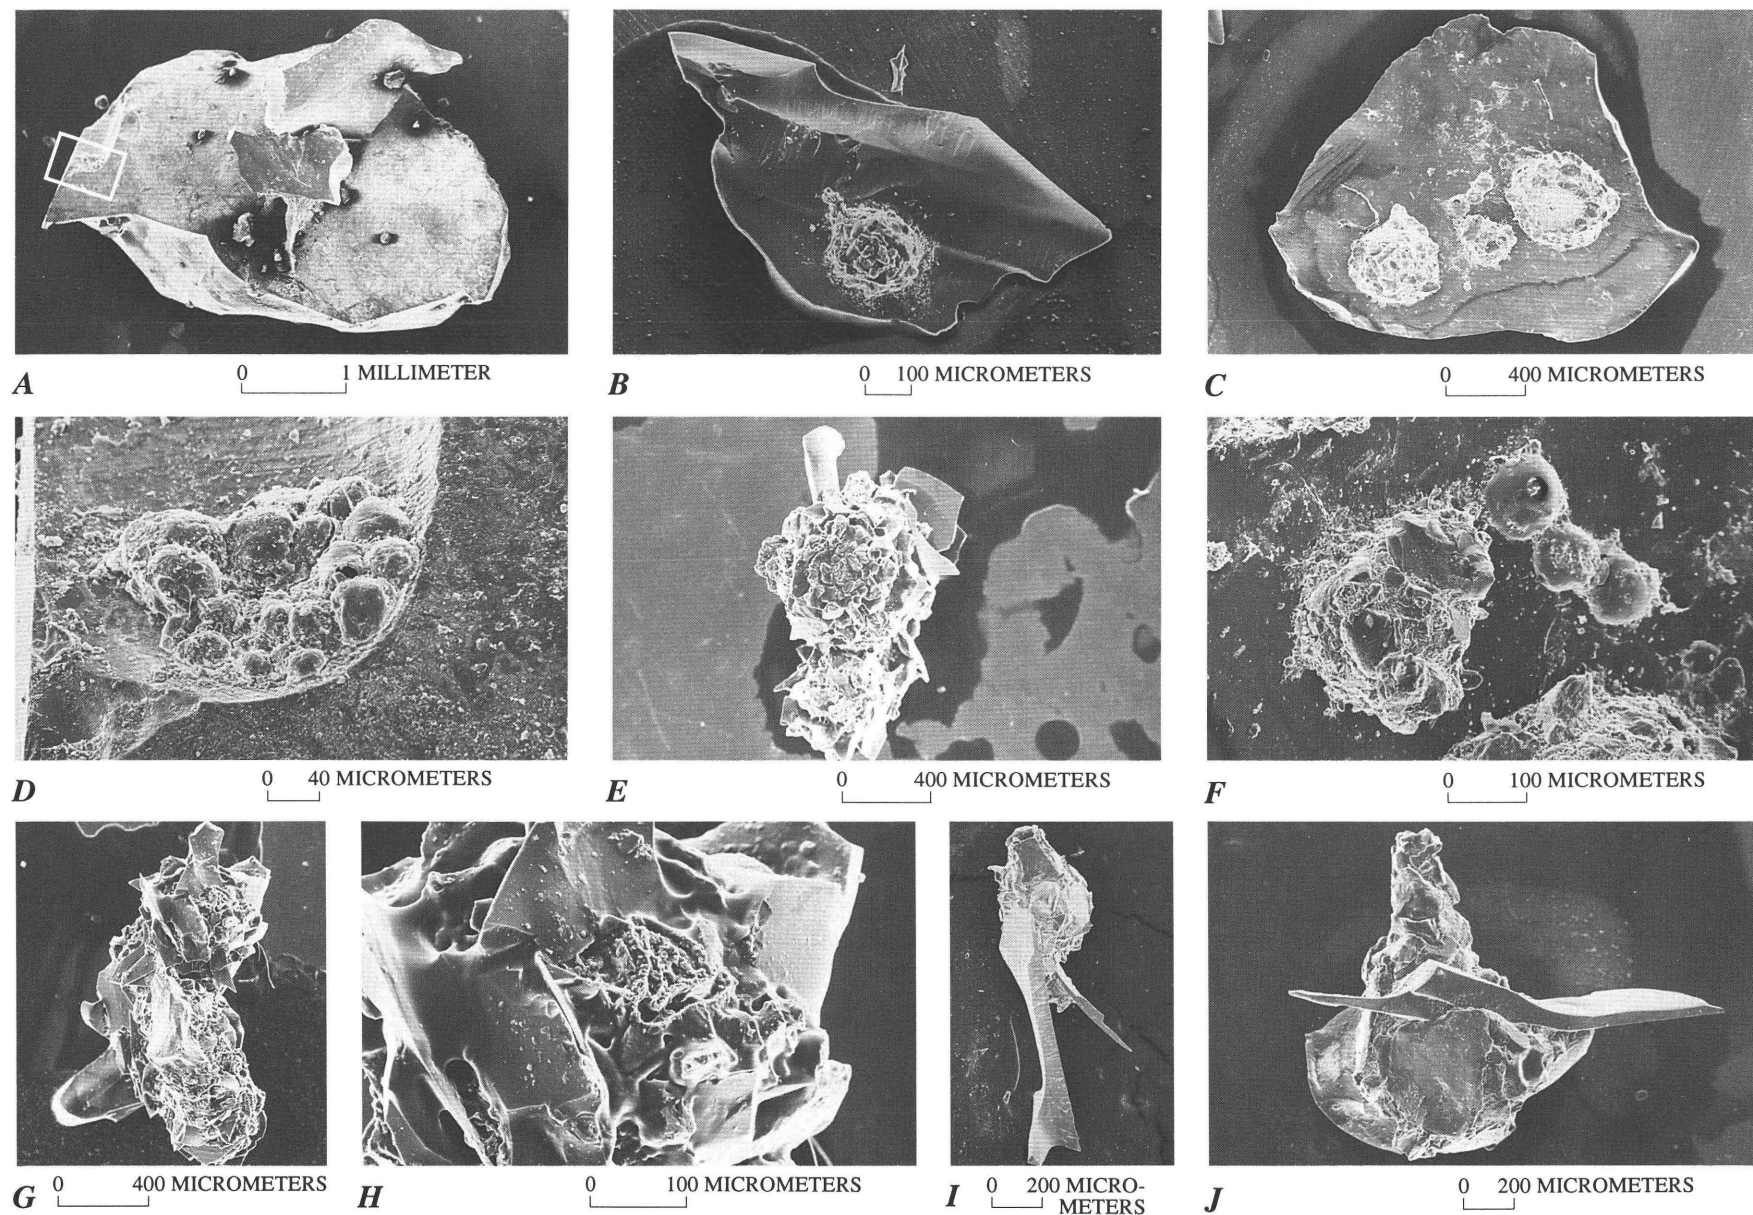 A 0 1 MILLIMETER
B 0 100 MICROMETERS
C 0 400 MICROMETERS
D 0 40 MICROMETERS
E 0 400 MICROMETERS
F 0 100 MICROMETERS
G 0 400 MICROMETERS
H 0 100 MICROMETERS
I 0 200 MICRO-
METERS
J 0 200 MICROMETERS